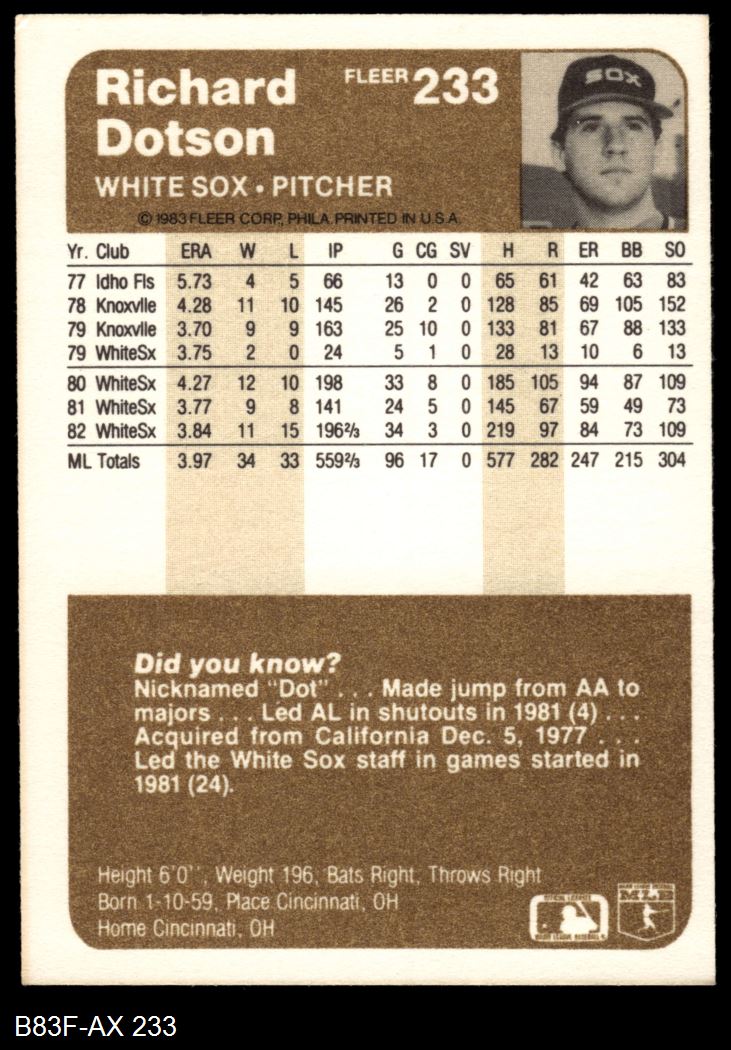 Richard
Dotson
FLEER 233
SOX
WHITE SOX • PITCHER
© 1983 FLEER CORP., PHILA. PRINTED IN U.S.A.
Yr. Club ERA W L IP G CG SV H R ER BB SO
77 Idho Fls 5.73 4 5 66 13 0 0 65 61 42 63 83
78 Knoxvlle 4.28 11 10 145 26 2 0 128 85 69 105 152
79 Knoxvlle 3.70 9 9 163 25 10 0 133 81 67 88 133
79 WhiteSx 3.75 2 0 24 5 1 0 28 13 10 6 13
80 WhiteSx 4.27 12 10 198 33 8 0 185 105 94 87 109
81 WhiteSx 3.77 9 8 141 24 5 0 145 67 59 49 73
82 WhiteSx 3.84 11 15 196⅔ 34 3 0 219 97 84 73 109
ML Totals 3.97 34 33 559⅔ 96 17 0 577 282 247 215 304
Did you know?
Nicknamed "Dot" . . . Made jump from AA to
majors . . . Led AL in shutouts in 1981 (4) . . .
Acquired from California Dec. 5, 1977 . . .
Led the White Sox staff in games started in
1981 (24).
Height 6'0'', Weight 196, Bats Right, Throws Right
Born 1-10-59, Place Cincinnati, OH
Home Cincinnati, OH
B83F-AX 233